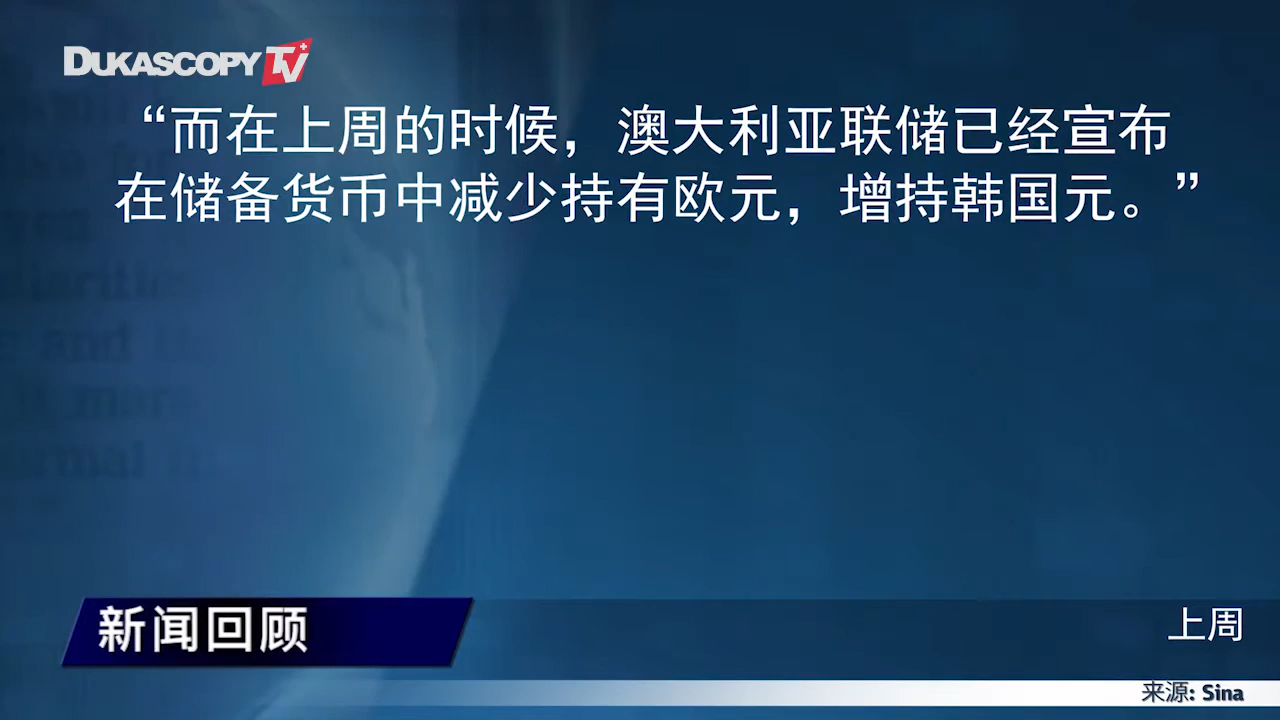 DUKASCOPY TV
“而在上周的时候，澳大利亚联储已经宣布
在储备货币中减少持有欧元，增持韩国元。”
新闻回顾
上周
来源: Sina